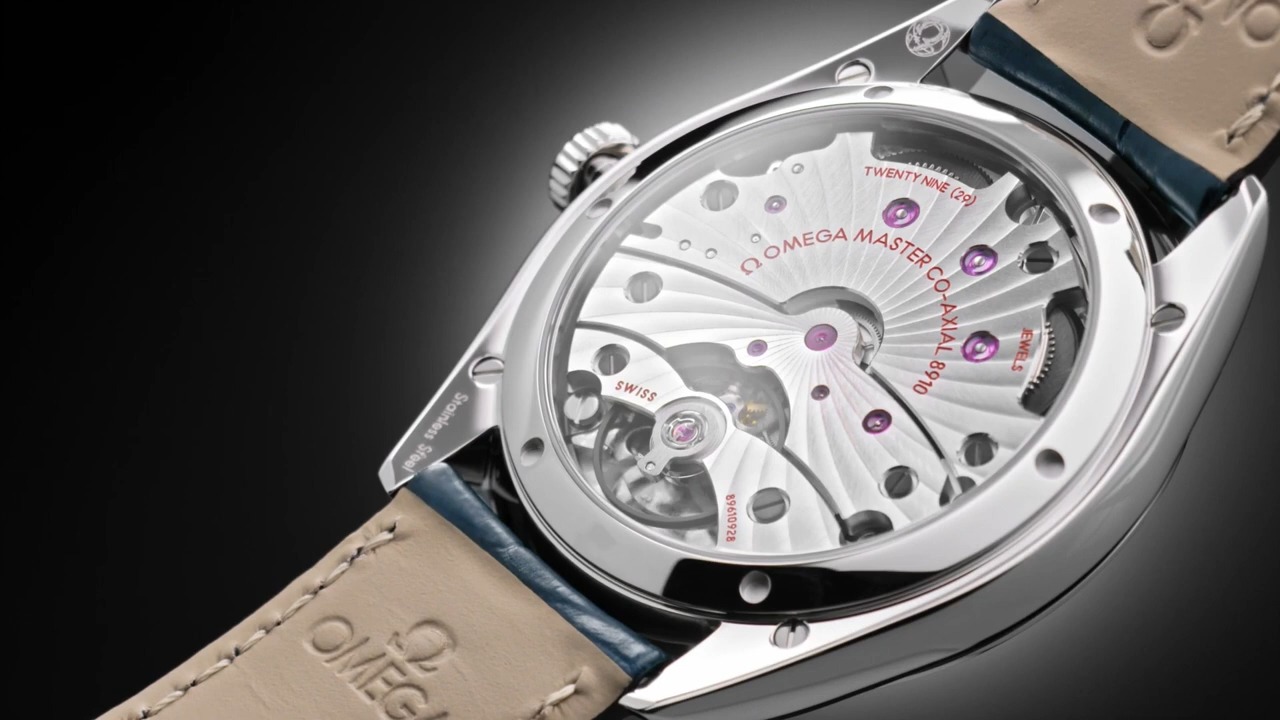 TWENTY NINE (29)
Ω OMEGA MASTER CO-AXIAL 8910
JEWELS
SWISS
Stainless Steel
89610928
Ω
OMEGA